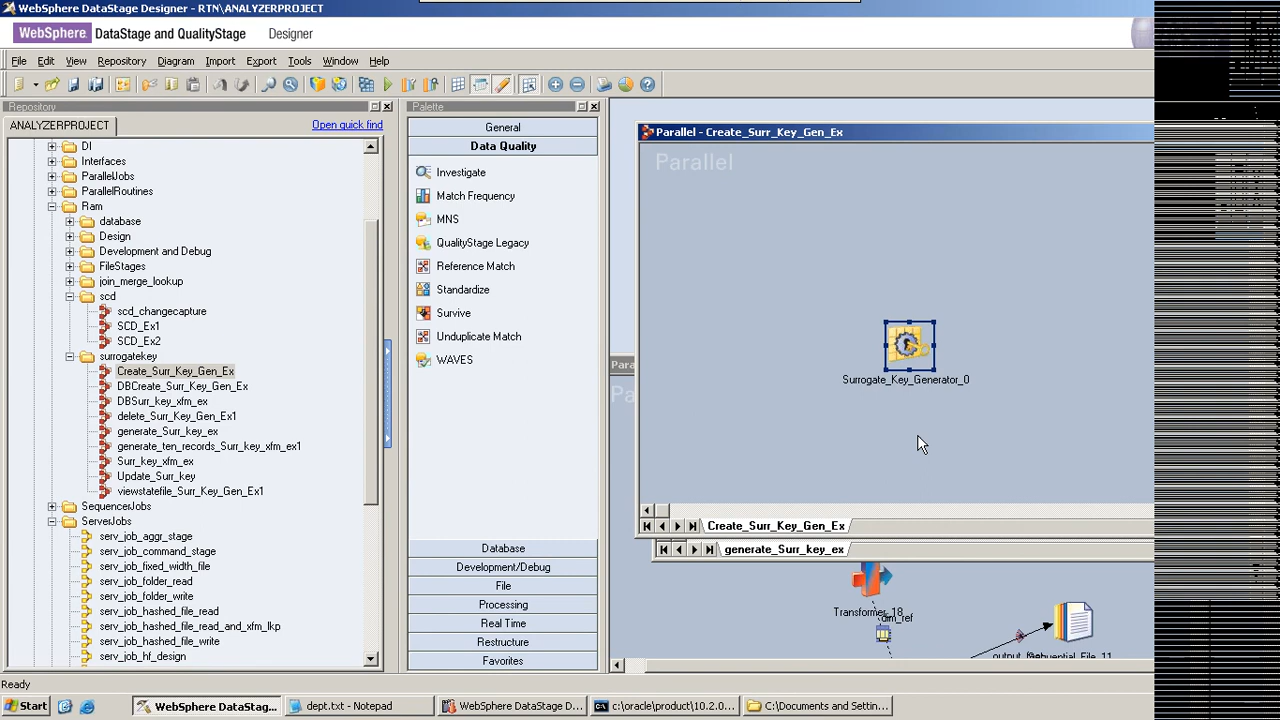 WebSphere DataStage Designer - RTN\ANALYZERPROJECT
WebSphere. DataStage and QualityStage Designer
File Edit View Repository Diagram Import Export Tools Window Help
Repository
ANALYZERPROJECT
Open quick find
DI
Interfaces
ParallelJobs
ParallelRoutines
Ram
database
Design
Development and Debug
FileStages
join_merge_lookup
scd
scd_changecapture
SCD_Ex1
SCD_Ex2
surrogatekey
Create_Surr_Key_Gen_Ex
DBCreate_Surr_Key_Gen_Ex
DBSurr_key_xfm_ex
delete_Surr_Key_Gen_Ex1
generate_Surr_key_ex
generate_ten_records_Surr_key_xfm_ex1
Surr_key_xfm_ex
Update_Surr_key
viewstatefile_Surr_Key_Gen_Ex1
SequencerJobs
ServerJobs
serv_job_aggr_stage
serv_job_command_stage
serv_job_fixed_width_file
serv_job_folder_read
serv_job_folder_write
serv_job_hashed_file_read
serv_job_hashed_file_read_and_xfm_lkp
serv_job_hashed_file_write
serv_job_hf_design
Palette
General
Data Quality
Investigate
Match Frequency
MNS
QualityStage Legacy
Reference Match
Standardize
Survive
Unduplicate Match
WAVES
Database
Development/Debug
File
Processing
Real Time
Restructure
Favorites
Parallel - Create_Surr_Key_Gen_Ex
Parallel
Surrogate_Key_Generator_0
Create_Surr_Key_Gen_Ex
generate_Surr_key_ex
Transformer_18
Ready
Start
WebSphere DataStag...
dept.txt - Notepad
WebSphere DataStage D...
c:\oracle\product\10.2.0...
C:\Documents and Settin...